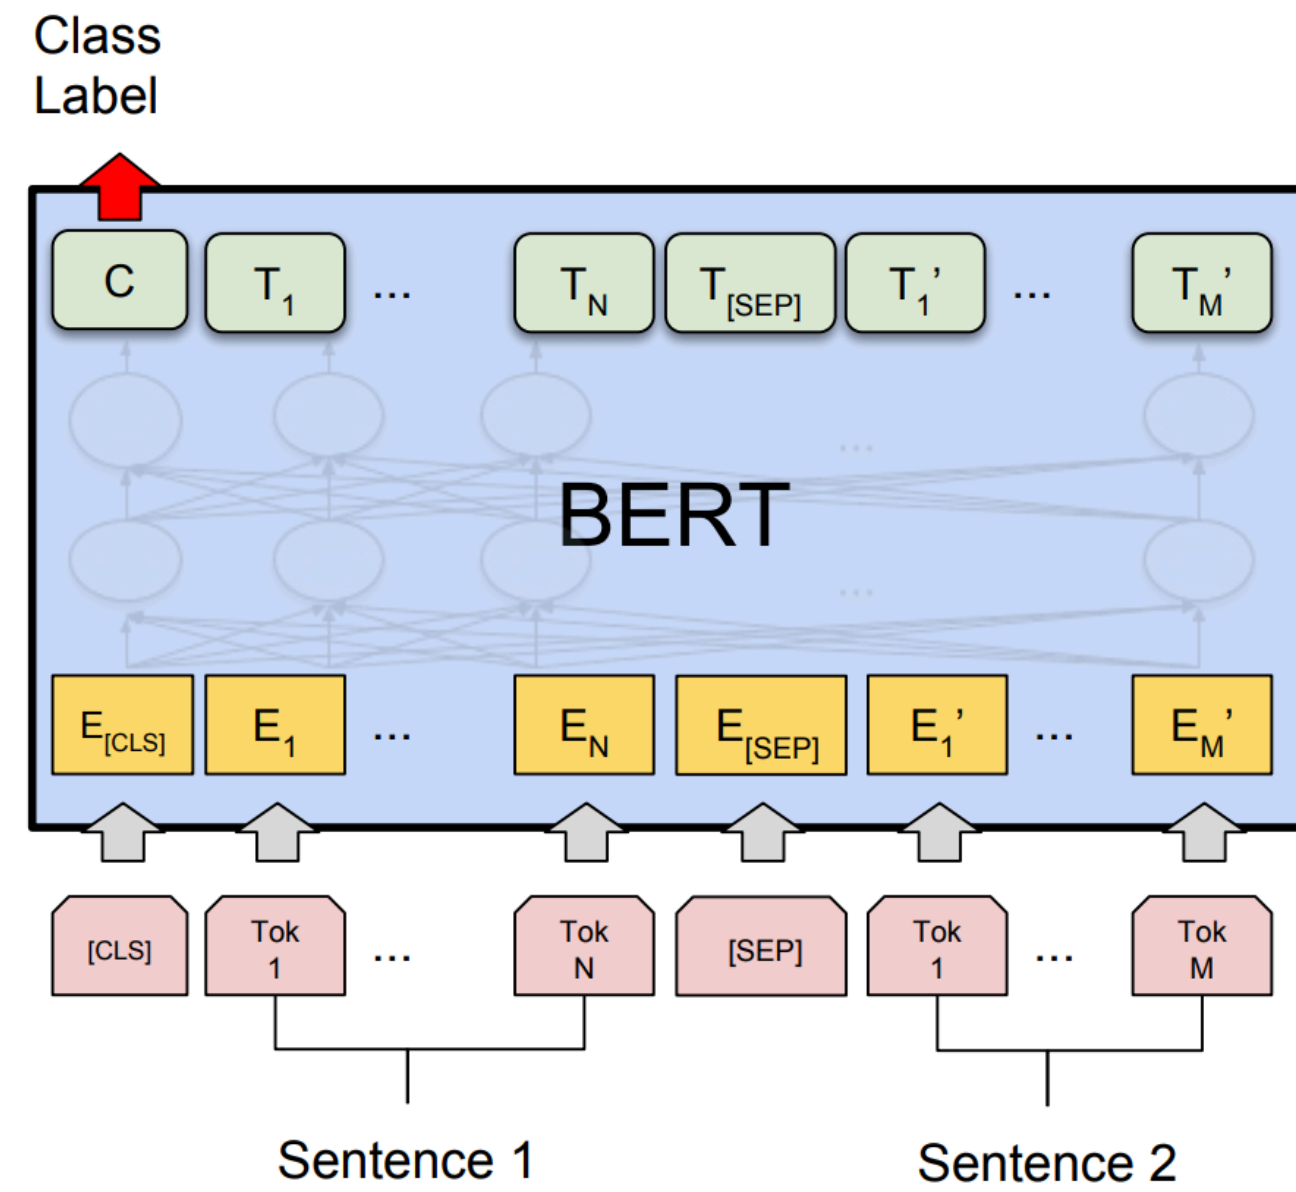 Class
Label
C T1 ... TN T[SEP] T1’ ... TM’
...
BERT
...
E[CLS] E1 ... EN E[SEP] E1’ ... EM’
[CLS] Tok 1 ... Tok N [SEP] Tok 1 ... Tok M
Sentence 1 Sentence 2